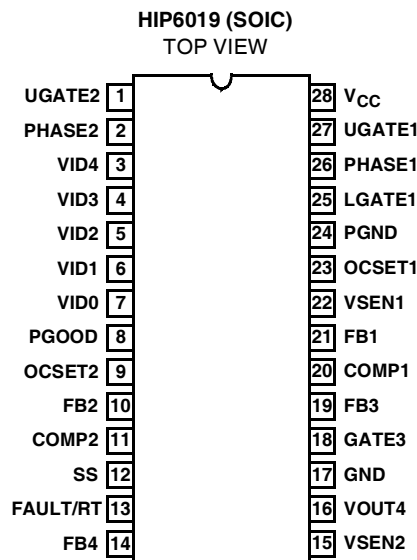 HIP6019 (SOIC)
TOP VIEW
UGATE2 1 28 VCC
PHASE2 2 27 UGATE1
VID4 3 26 PHASE1
VID3 4 25 LGATE1
VID2 5 24 PGND
VID1 6 23 OCSET1
VID0 7 22 VSEN1
PGOOD 8 21 FB1
OCSET2 9 20 COMP1
FB2 10 19 FB3
COMP2 11 18 GATE3
SS 12 17 GND
FAULT/RT 13 16 VOUT4
FB4 14 15 VSEN2